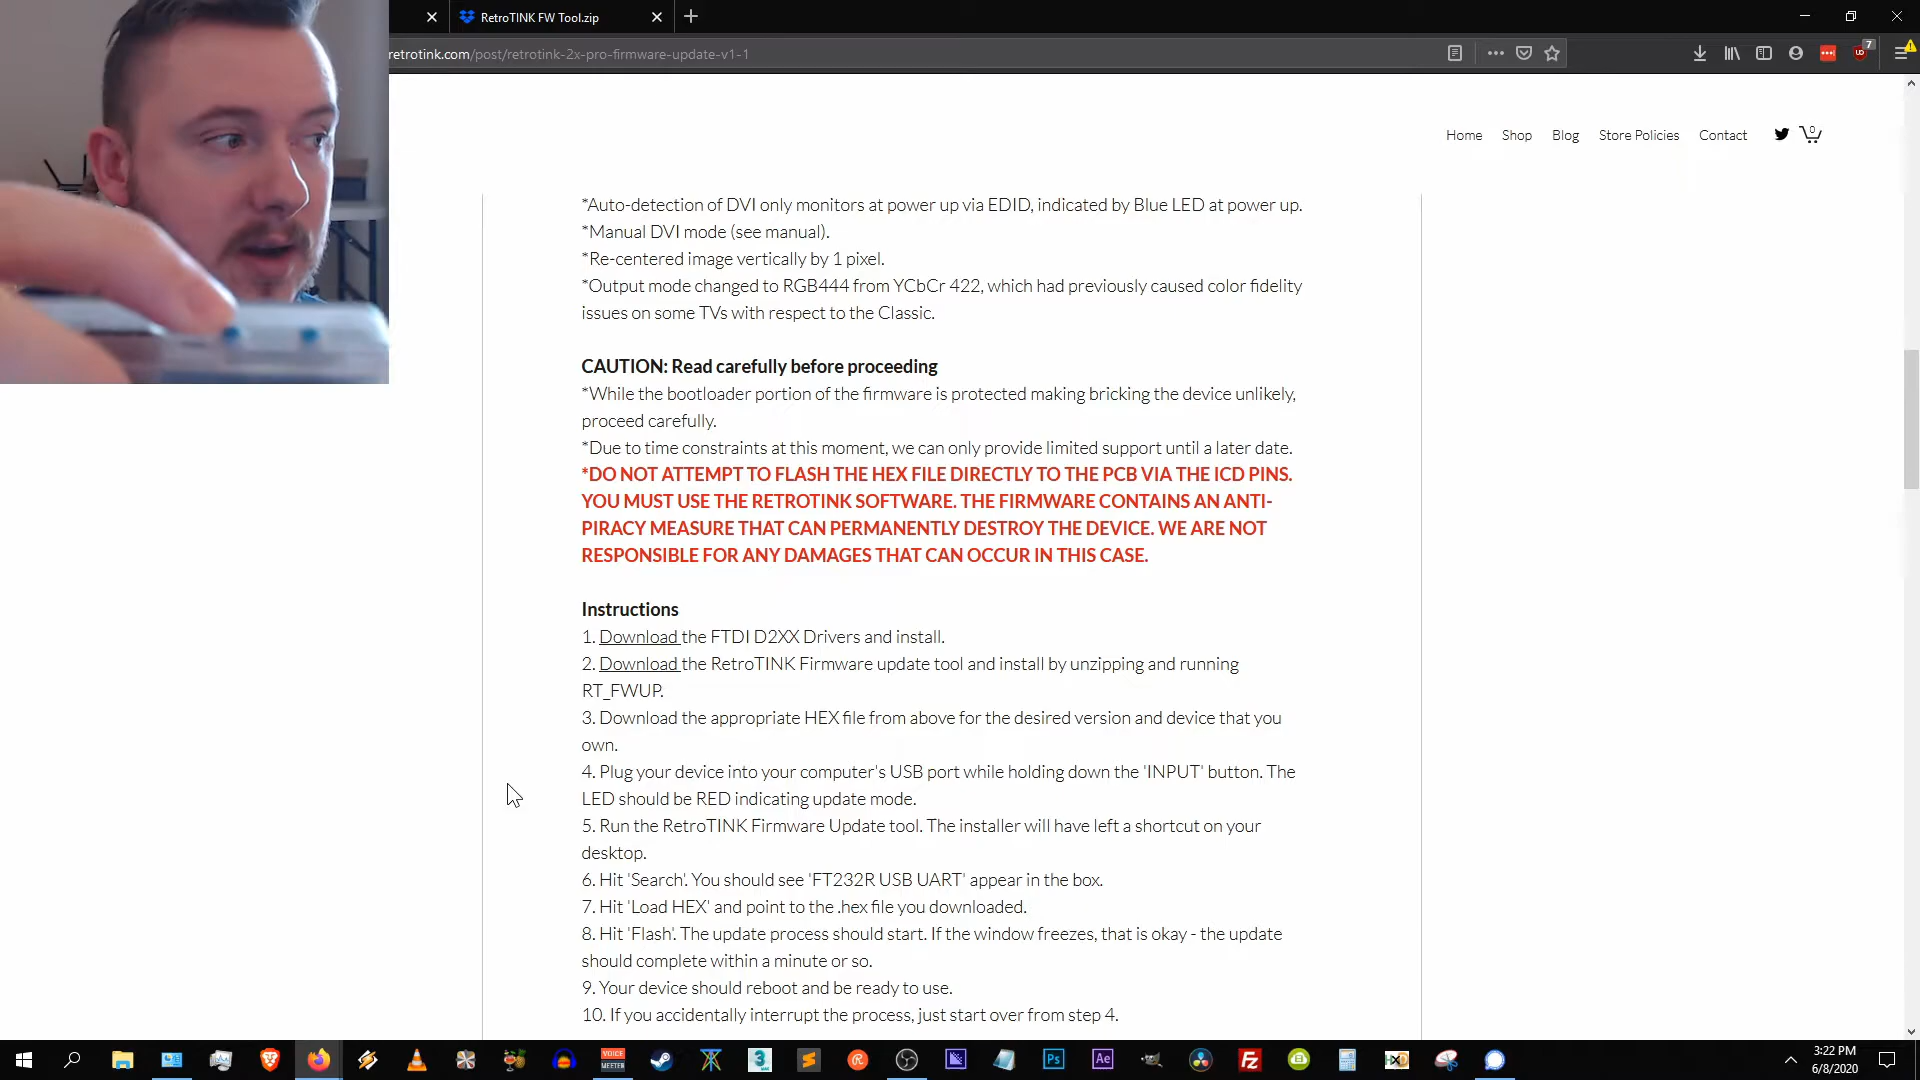 RetroTINK FW Tool.zip
retrotink.com/post/retrotink-2x-pro-firmware-update-v1-1
7
Home Shop Blog Store Policies Contact 0
*Auto-detection of DVI only monitors at power up via EDID, indicated by Blue LED at power up.
*Manual DVI mode (see manual).
*Re-centered image vertically by 1 pixel.
*Output mode changed to RGB444 from YCbCr 422, which had previously caused color fidelity
issues on some TVs with respect to the Classic.
CAUTION: Read carefully before proceeding
*While the bootloader portion of the firmware is protected making bricking the device unlikely,
proceed carefully.
*Due to time constraints at this moment, we can only provide limited support until a later date.
*DO NOT ATTEMPT TO FLASH THE HEX FILE DIRECTLY TO THE PCB VIA THE ICD PINS.
YOU MUST USE THE RETROTINK SOFTWARE. THE FIRMWARE CONTAINS AN ANTI-
PIRACY MEASURE THAT CAN PERMANENTLY DESTROY THE DEVICE. WE ARE NOT
RESPONSIBLE FOR ANY DAMAGES THAT CAN OCCUR IN THIS CASE.
Instructions
1. Download the FTDI D2XX Drivers and install.
2. Download the RetroTINK Firmware update tool and install by unzipping and running
RT_FWUP.
3. Download the appropriate HEX file from above for the desired version and device that you
own.
4. Plug your device into your computer's USB port while holding down the 'INPUT' button. The
LED should be RED indicating update mode.
5. Run the RetroTINK Firmware Update tool. The installer will have left a shortcut on your
desktop.
6. Hit 'Search'. You should see 'FT232R USB UART' appear in the box.
7. Hit 'Load HEX' and point to the .hex file you downloaded.
8. Hit 'Flash'. The update process should start. If the window freezes, that is okay - the update
should complete within a minute or so.
9. Your device should reboot and be ready to use.
10. If you accidentally interrupt the process, just start over from step 4.
VOICE
MEETER
3
Ps
Ae
3:22 PM
6/8/2020